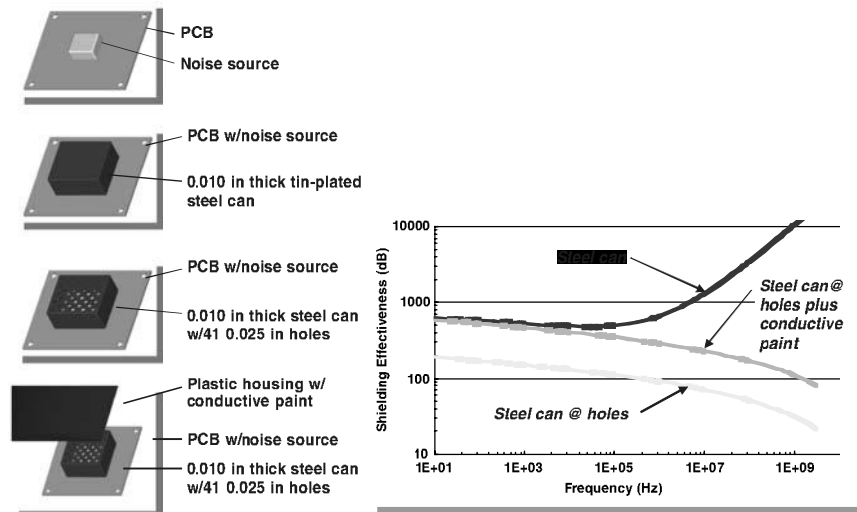 PCB
Noise source
PCB w/noise source
0.010 in thick tin-plated
steel can
PCB w/noise source
0.010 in thick steel can
w/41 0.025 in holes
Plastic housing w/
conductive paint
PCB w/noise source
0.010 in thick steel can
w/41 0.025 in holes
Shielding Effectiveness (dB)
10000
1000
100
10
Steel can
Steel can@
holes plus
conductive
paint
Steel can @ holes
1E+01
1E+03
1E+05
1E+07
1E+09
Frequency (Hz)